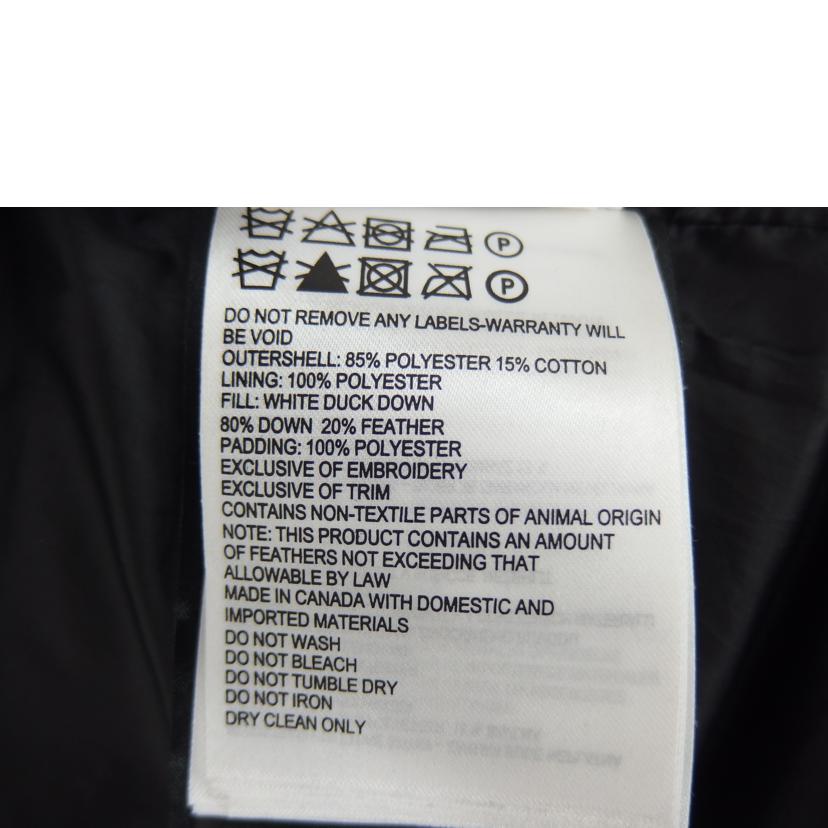 P
P
DO NOT REMOVE ANY LABELS-WARRANTY WILL
BE VOID
OUTERSHELL: 85% POLYESTER 15% COTTON
LINING: 100% POLYESTER
FILL: WHITE DUCK DOWN
80% DOWN 20% FEATHER
PADDING: 100% POLYESTER
EXCLUSIVE OF EMBROIDERY
EXCLUSIVE OF TRIM
CONTAINS NON-TEXTILE PARTS OF ANIMAL ORIGIN
NOTE: THIS PRODUCT CONTAINS AN AMOUNT
OF FEATHERS NOT EXCEEDING THAT
ALLOWABLE BY LAW
MADE IN CANADA WITH DOMESTIC AND
IMPORTED MATERIALS
DO NOT WASH
DO NOT BLEACH
DO NOT TUMBLE DRY
DO NOT IRON
DRY CLEAN ONLY